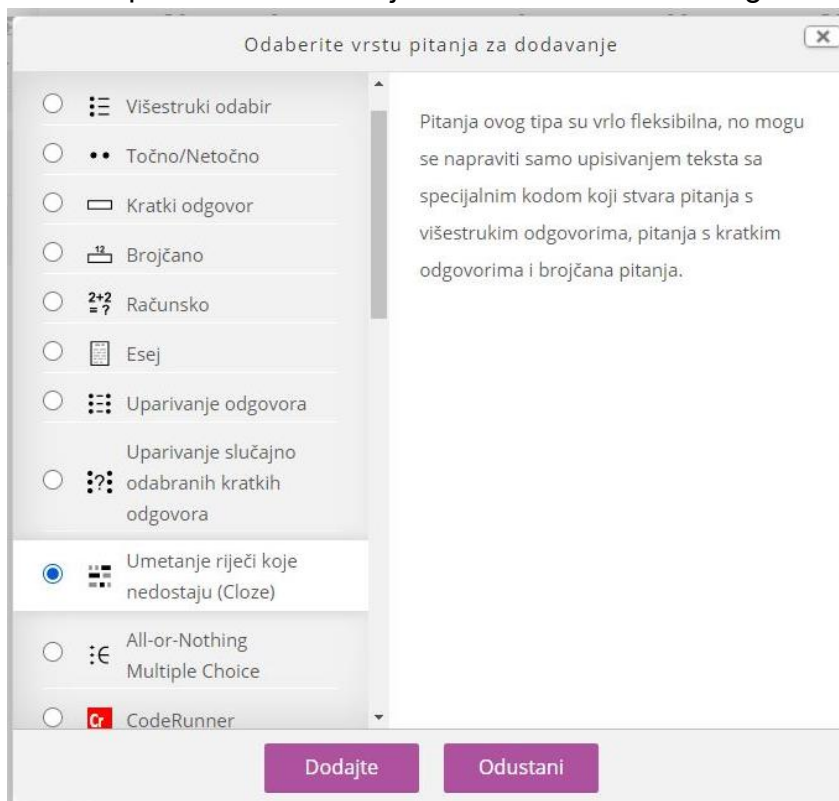 Odaberite vrstu pitanja za dodavanje
Višestruki odabir
Točno/Netočno
Kratki odgovor
12
Brojčano
2+2
= ?
Računsko
Esej
Uparivanje odgovora
?
Uparivanje slučajno
odabranih kratkih
odgovora
Umetanje riječi koje
nedostaju (Cloze)
All-or-Nothing
Multiple Choice
Cr
CodeRunner
Pitanja ovog tipa su vrlo fleksibilna, no mogu
se napraviti samo upisivanjem teksta sa
specijalnim kodom koji stvara pitanja s
višestrukim odgovorima, pitanja s kratkim
odgovorima i brojčana pitanja.
Dodajte
Odustani